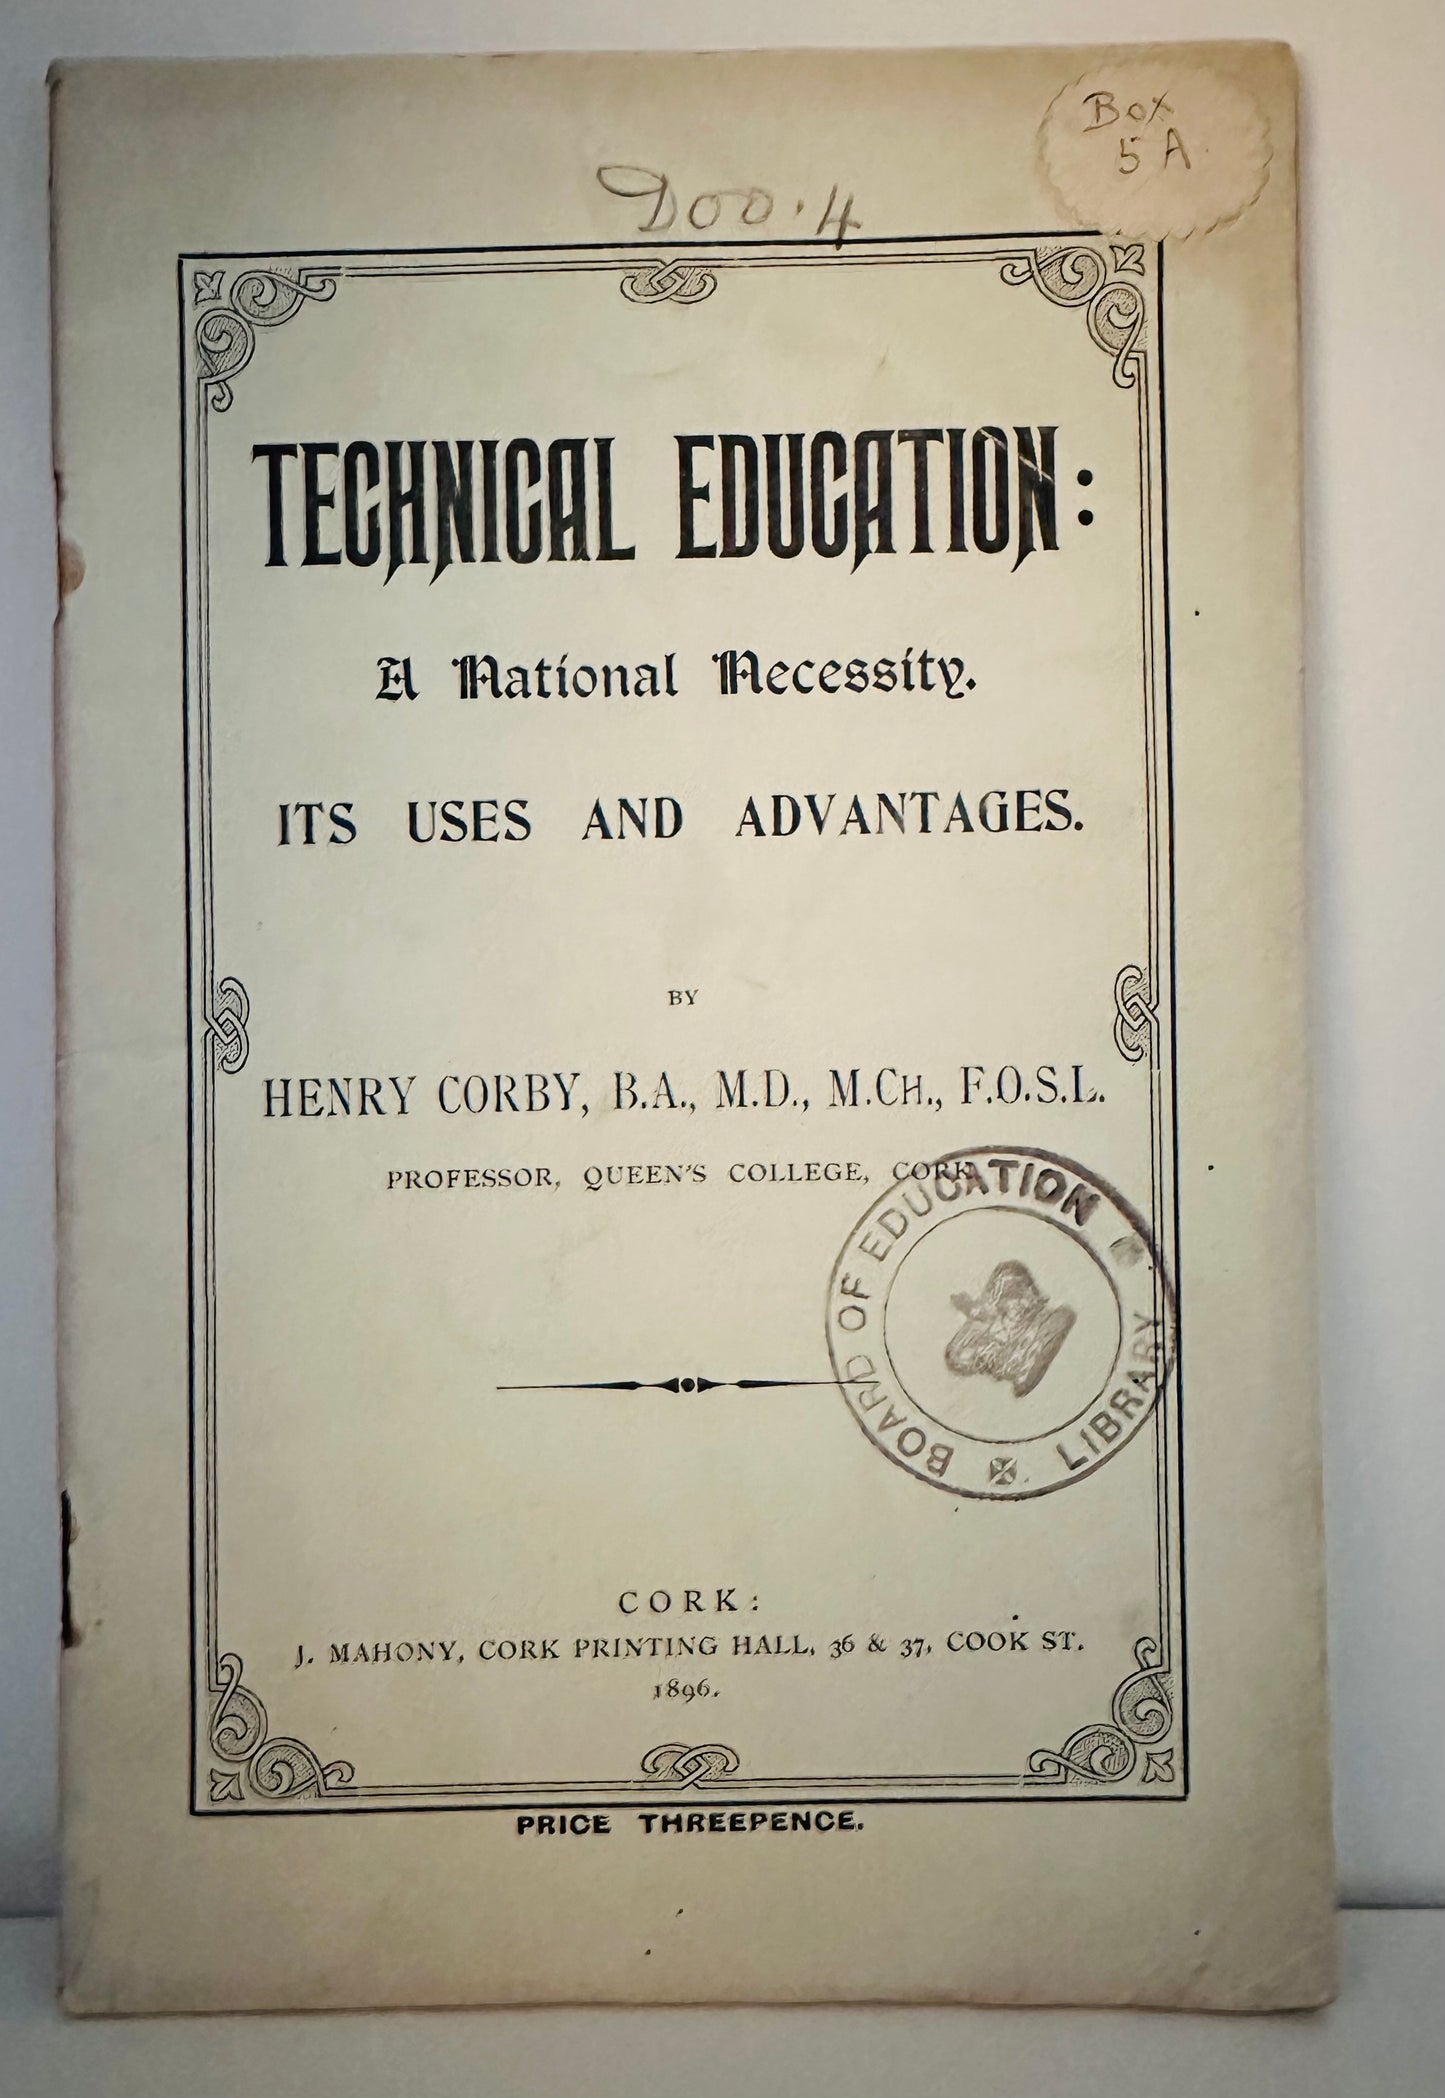 Box
5 A
Doo.4
TECHNICAL EDUCATION:
A National Necessity.
ITS USES AND ADVANTAGES.
BY
HENRY CORBY, B.A., M.D., M.CH., F.O.S.L.
PROFESSOR, QUEEN'S COLLEGE, CORK
BOARD OF EDUCATION
LIBRARY
CORK:
J. MAHONY, CORK PRINTING HALL, 36 & 37, COOK ST.
1896.
PRICE THREEPENCE.